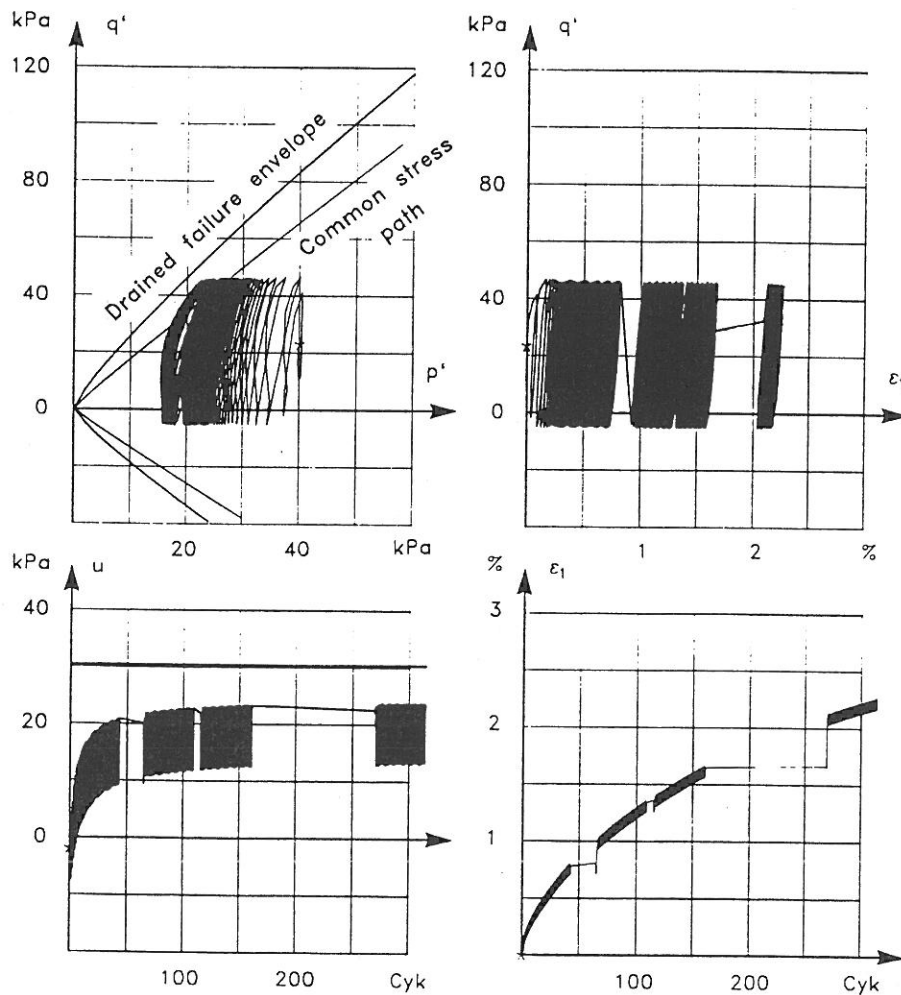 kPa q'
120
80
40
0
Drained failure envelope
Common stress
path
p'
20 40 kPa
kPa q'
120
80
40
0
1 2 %
kPa u
40
20
0
100 200 Cyk
% ε1
3
2
1
100 200 Cyk